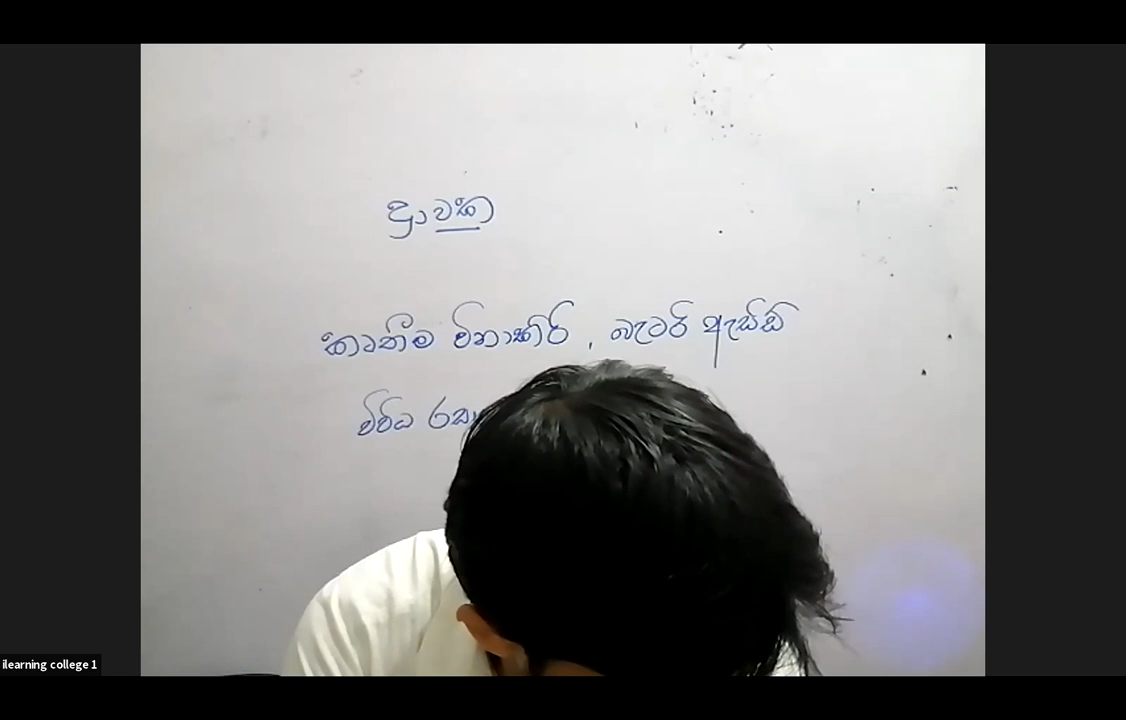 ද්‍රාවක
කෘතීම විනාකිරි , බැටරි ඇසිඩ්
විවිධ
ilearning college 1